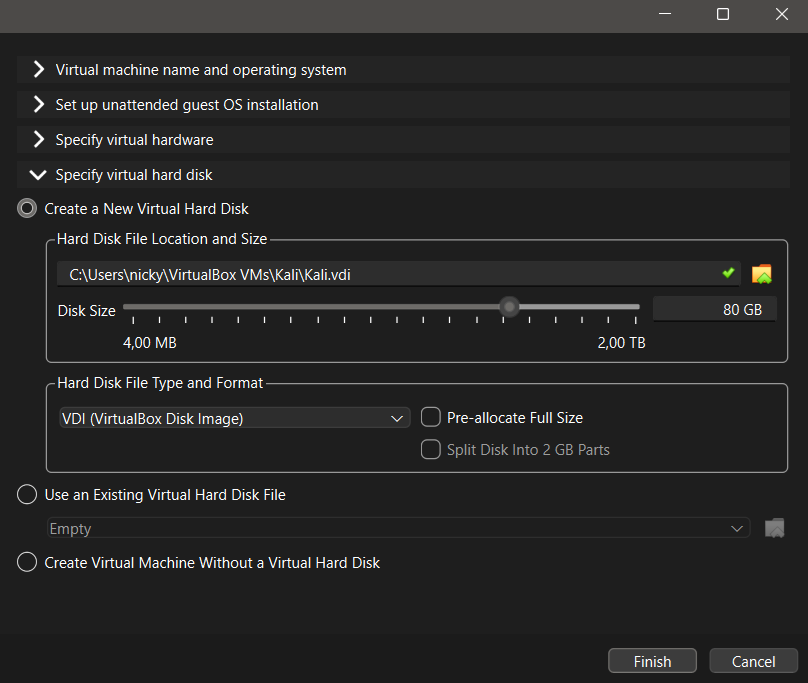 Virtual machine name and operating system
Set up unattended guest OS installation
Specify virtual hardware
Specify virtual hard disk
Create a New Virtual Hard Disk
Hard Disk File Location and Size
C:\Users\nicky\VirtualBox VMs\Kali\Kali.vdi
Disk Size 80 GB
4,00 MB 2,00 TB
Hard Disk File Type and Format
VDI (VirtualBox Disk Image) Pre-allocate Full Size
Split Disk Into 2 GB Parts
Use an Existing Virtual Hard Disk File
Empty
Create Virtual Machine Without a Virtual Hard Disk
Finish Cancel